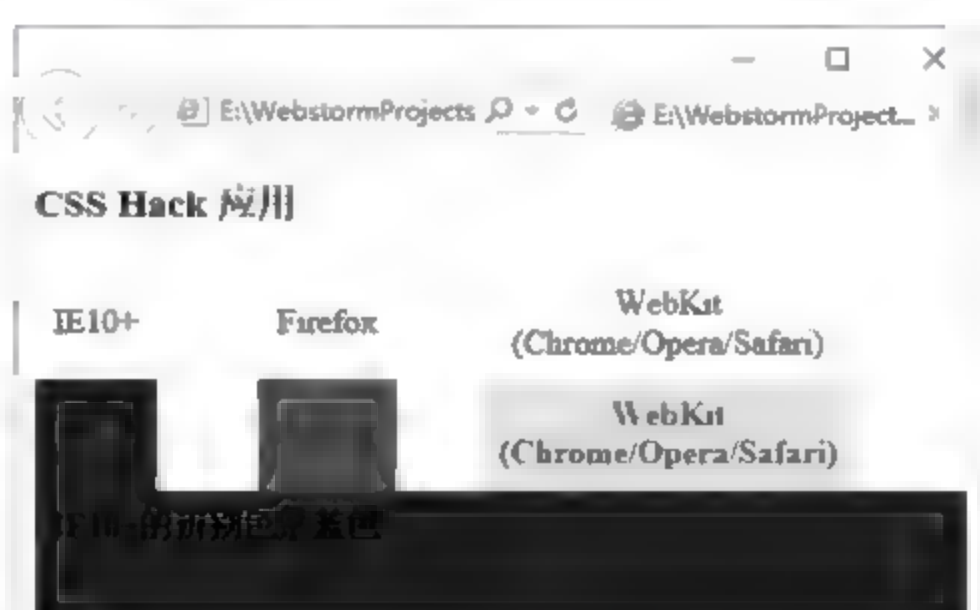 E:\WebstormProjects
E:\WebstormProject...
CSS Hack 应用
IE10+
Firefox
WebKit
(Chrome/Opera/Safari)
WebKit
(Chrome/Opera/Safari)